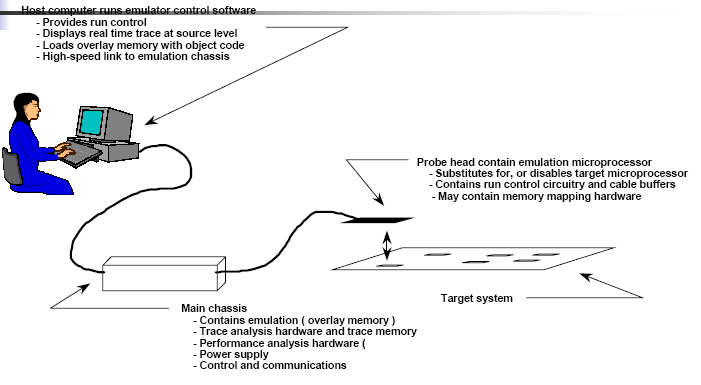 Host computer runs emulator control software
- Provides run control
- Displays real time trace at source level
- Loads overlay memory with object code
- High-speed link to emulation chassis
Probe head contain emulation microprocessor
- Substitutes for, or disables target microprocessor
- Contains run control circuitry and cable buffers
- May contain memory mapping hardware
Target system
Main chassis
- Contains emulation ( overlay memory )
- Trace analysis hardware and trace memory
- Performance analysis hardware (
- Power supply
- Control and communications